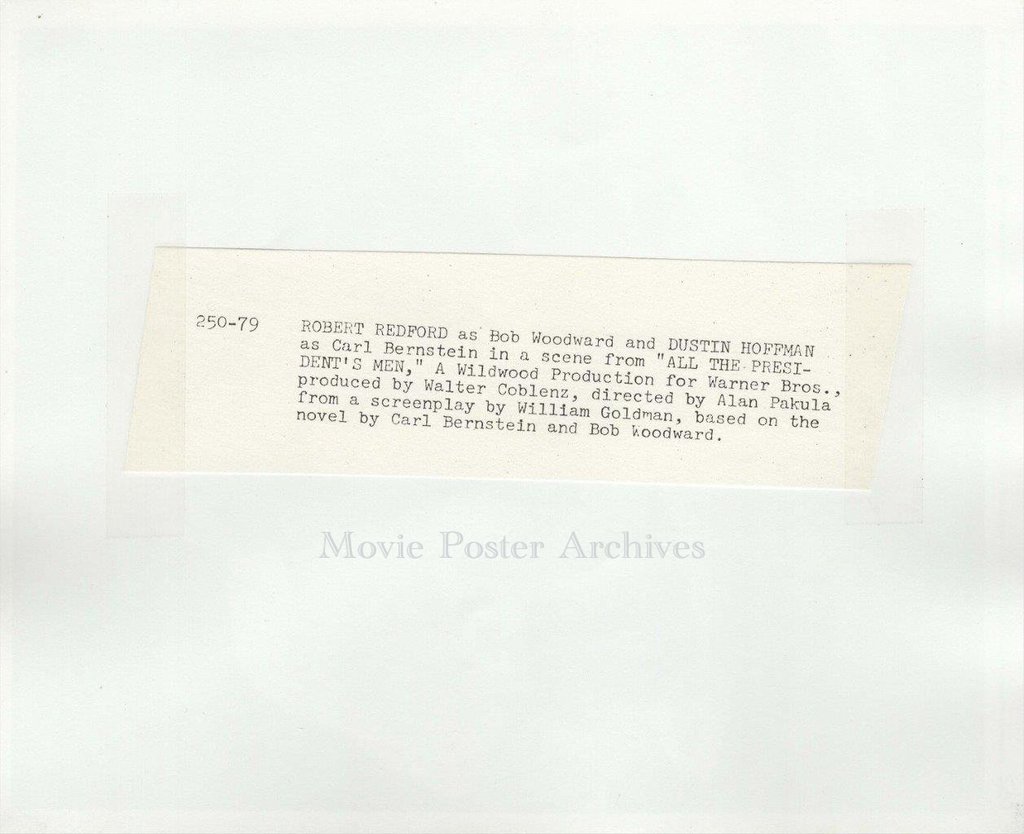 250-79 ROBERT REDFORD as Bob Woodward and DUSTIN HOFFMAN
as Carl Bernstein in a scene from "ALL THE PRESI-
DENT'S MEN," A Wildwood Production for Warner Bros.,
produced by Walter Coblenz, directed by Alan Pakula
from a screenplay by William Goldman, based on the
novel by Carl Bernstein and Bob Woodward.
Movie Poster Archives